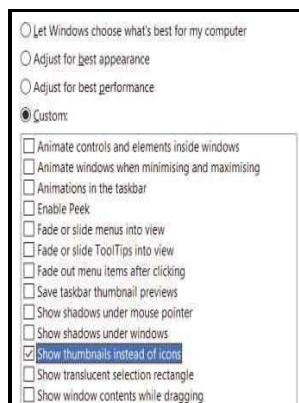 Let Windows choose what's best for my computer
Adjust for best appearance
Adjust for best performance
Custom:
Animate controls and elements inside windows
Animate windows when minimising and maximising
Animations in the taskbar
Enable Peek
Fade or slide menus into view
Fade or slide ToolTips into view
Fade out menu items after clicking
Save taskbar thumbnail previews
Show shadows under mouse pointer
Show shadows under windows
Show thumbnails instead of icons
Show translucent selection rectangle
Show window contents while dragging